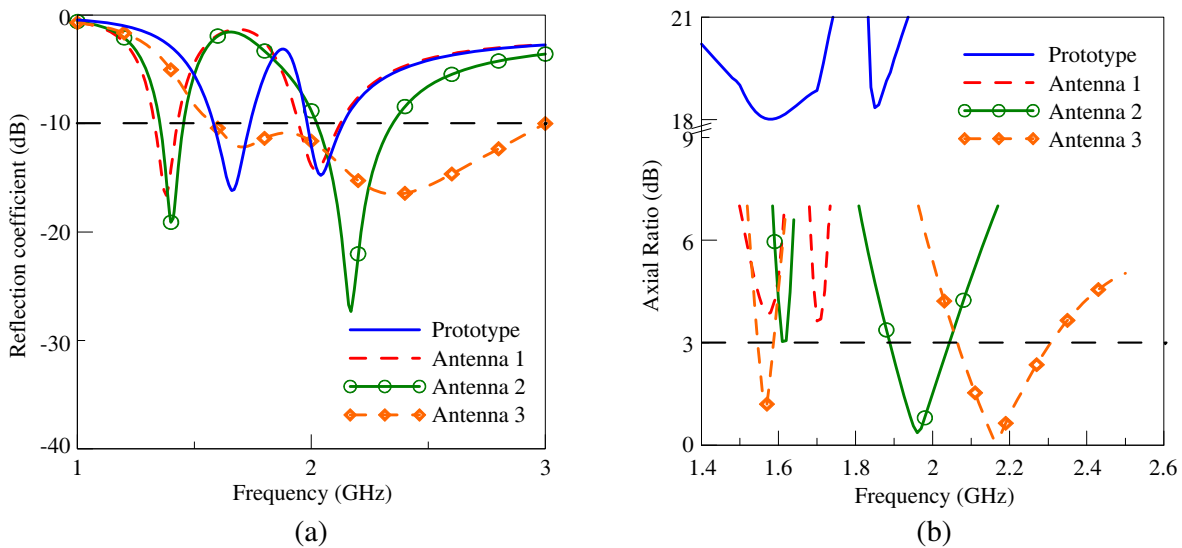 0
-10
-20
-30
-40
Reflection coefficient (dB)
Prototype
Antenna 1
Antenna 2
Antenna 3
1
2
3
Frequency (GHz)
(a)
21
18
9
6
3
0
Axial Ratio (dB)
Prototype
Antenna 1
Antenna 2
Antenna 3
1.4
1.6
1.8
2
2.2
2.4
2.6
Frequency (GHz)
(b)